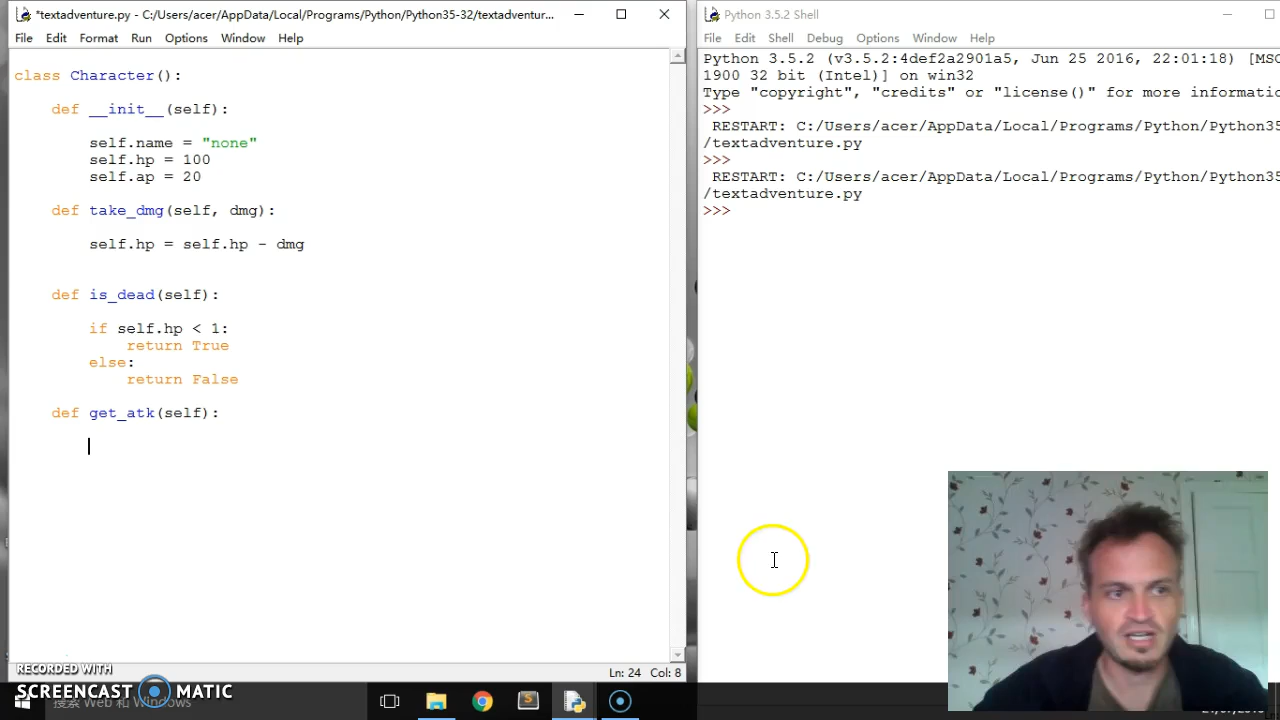 *textadventure.py - C:/Users/acer/AppData/Local/Programs/Python/Python35-32/textadventur...
File Edit Format Run Options Window Help
class Character():
def __init__(self):
self.name = "none"
self.hp = 100
self.ap = 20
def take_dmg(self, dmg):
self.hp = self.hp - dmg
def is_dead(self):
if self.hp < 1:
return True
else:
return False
def get_atk(self):
Ln: 24 Col: 8
Python 3.5.2 Shell
File Edit Shell Debug Options Window Help
Python 3.5.2 (v3.5.2:4def2a2901a5, Jun 25 2016, 22:01:18) [MSC
1900 32 bit (Intel)] on win32
Type "copyright", "credits" or "license()" for more informatio
>>>
RESTART: C:/Users/acer/AppData/Local/Programs/Python/Python35
/textadventure.py
>>>
RESTART: C:/Users/acer/AppData/Local/Programs/Python/Python35
/textadventure.py
>>>
RECORDED WITH
SCREENCAST MATIC
搜索 Web 和 Windows